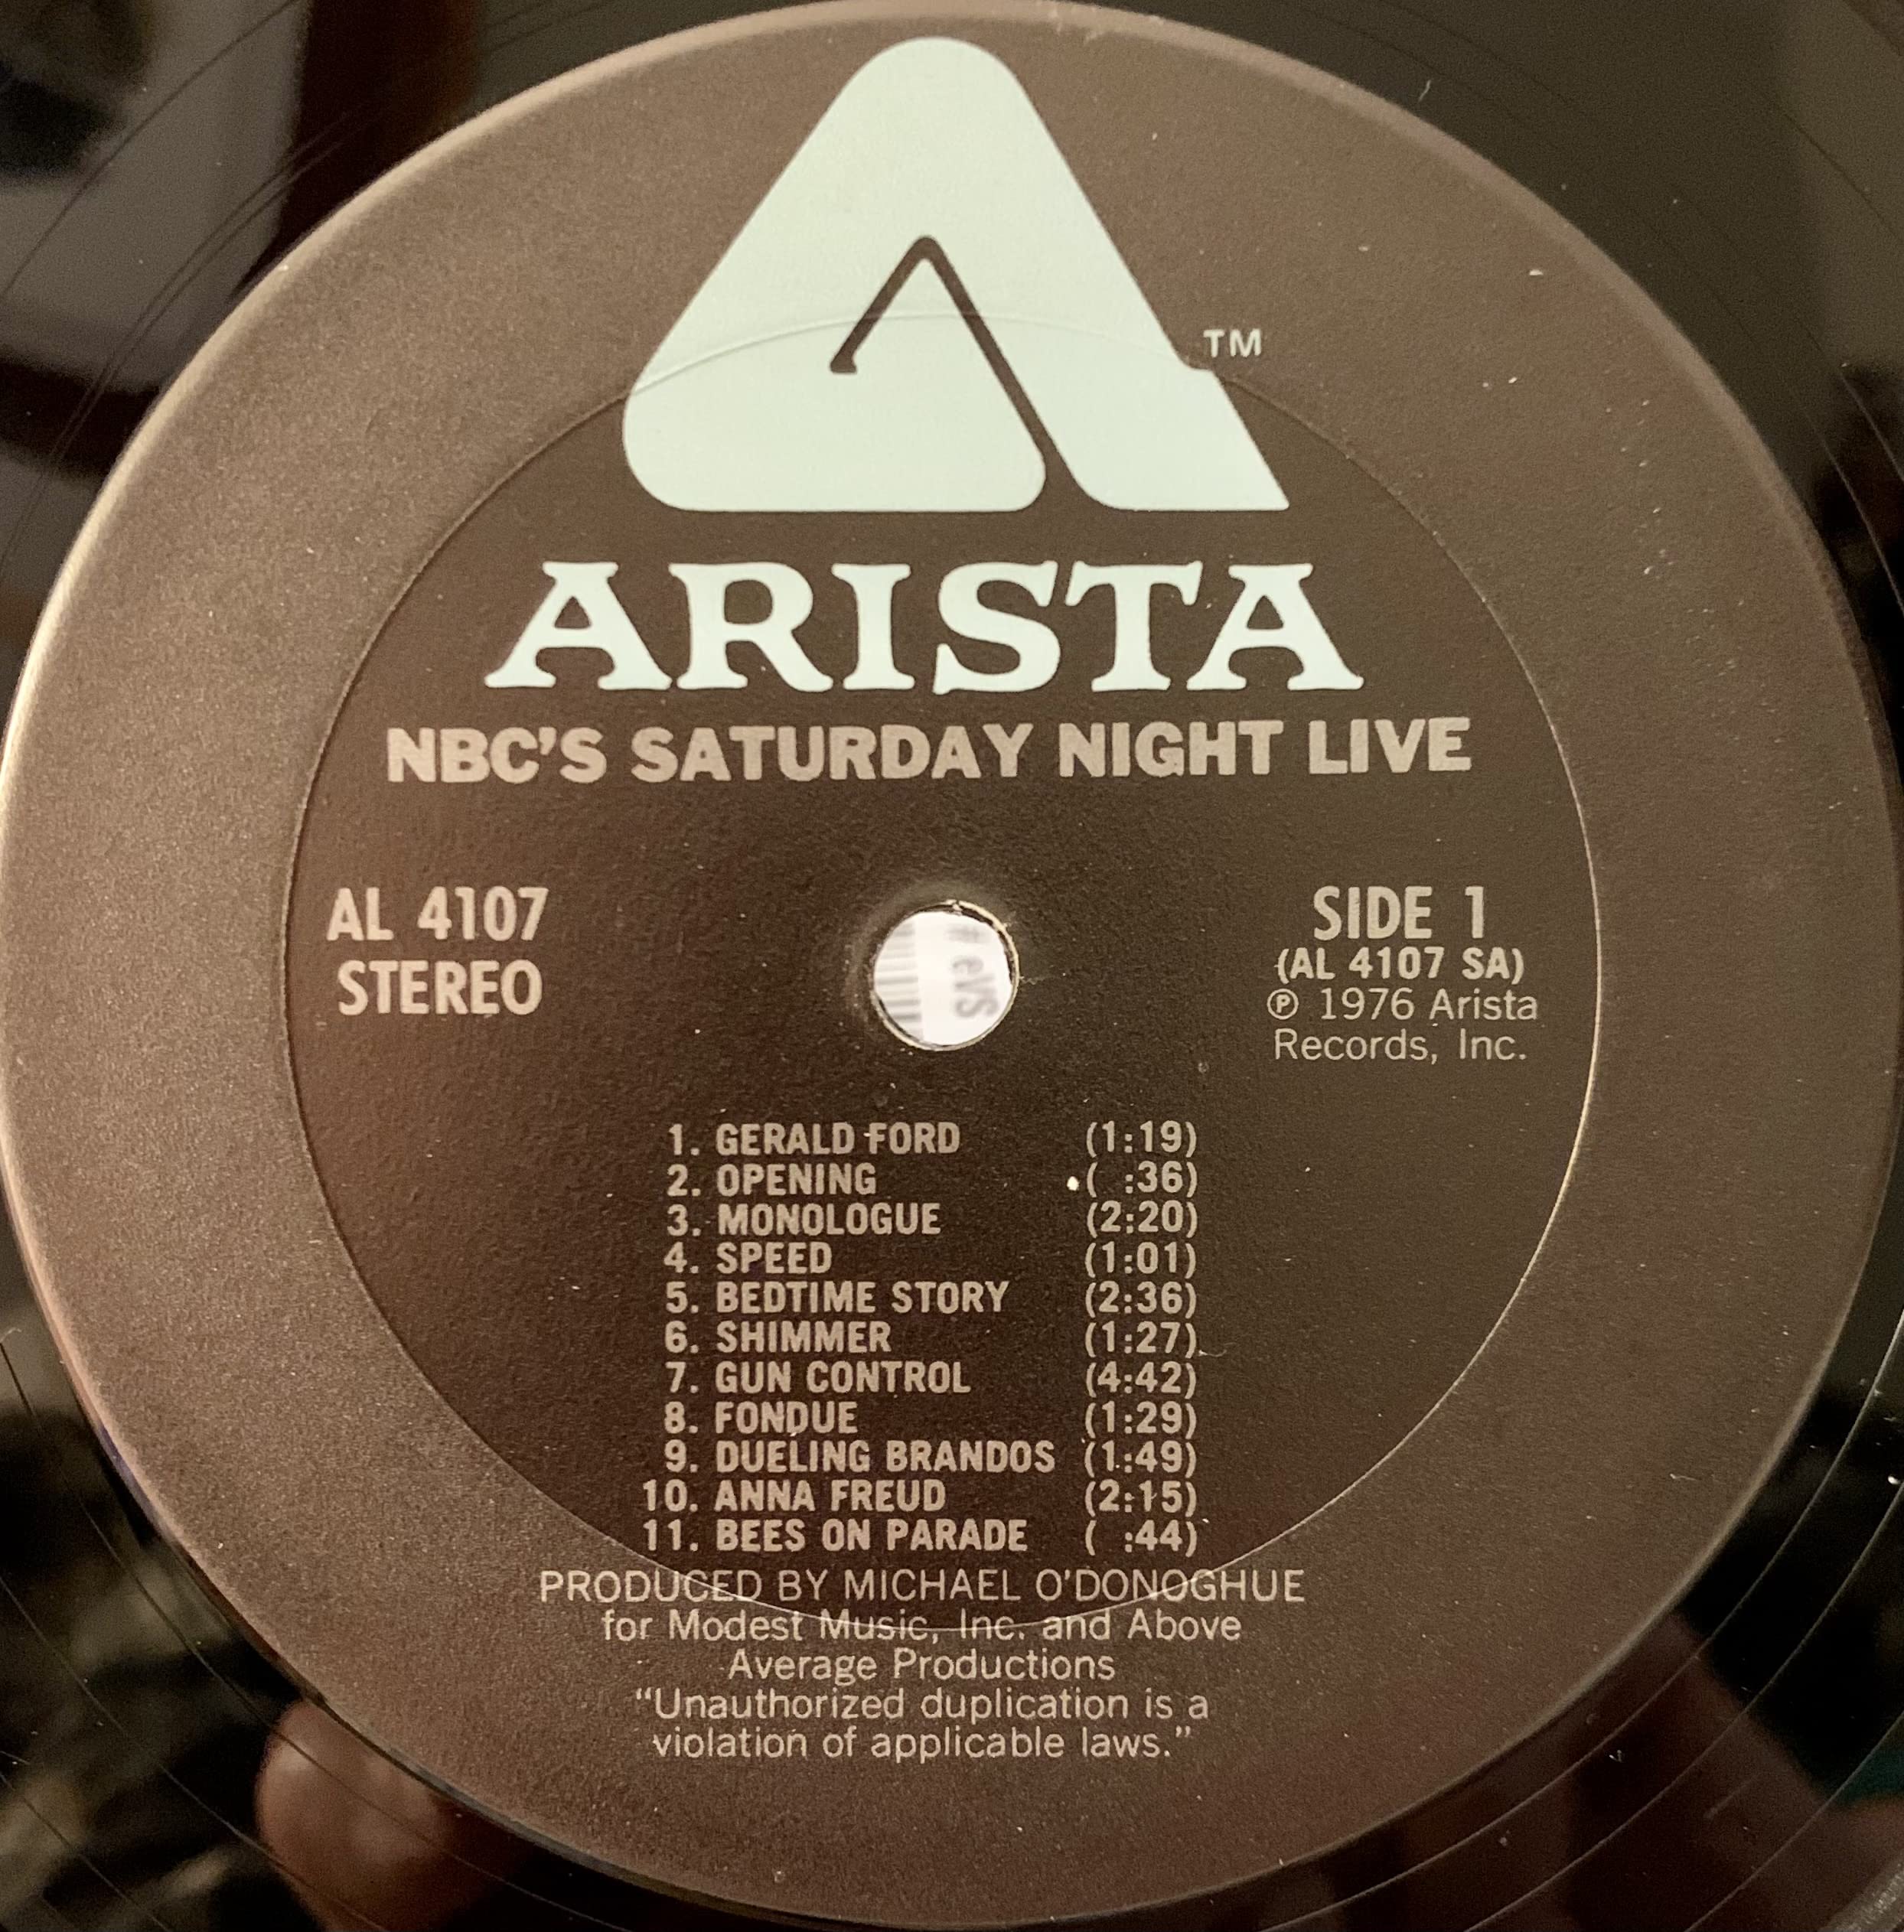 TM
ARISTA
NBC'S SATURDAY NIGHT LIVE
AL 4107
STEREO
SIDE 1
(AL 4107 SA)
℗ 1976 Arista
Records, Inc.
# eVS
1. GERALD FORD (1:19)
2. OPENING ( :36)
3. MONOLOGUE (2:20)
4. SPEED (1:01)
5. BEDTIME STORY (2:36)
6. SHIMMER (1:27)
7. GUN CONTROL (4:42)
8. FONDUE (1:29)
9. DUELING BRANDOS (1:49)
10. ANNA FREUD (2:15)
11. BEES ON PARADE ( :44)
PRODUCED BY MICHAEL O'DONOGHUE
for Modest Music, Inc. and Above
Average Productions
“Unauthorized duplication is a
violation of applicable laws.”